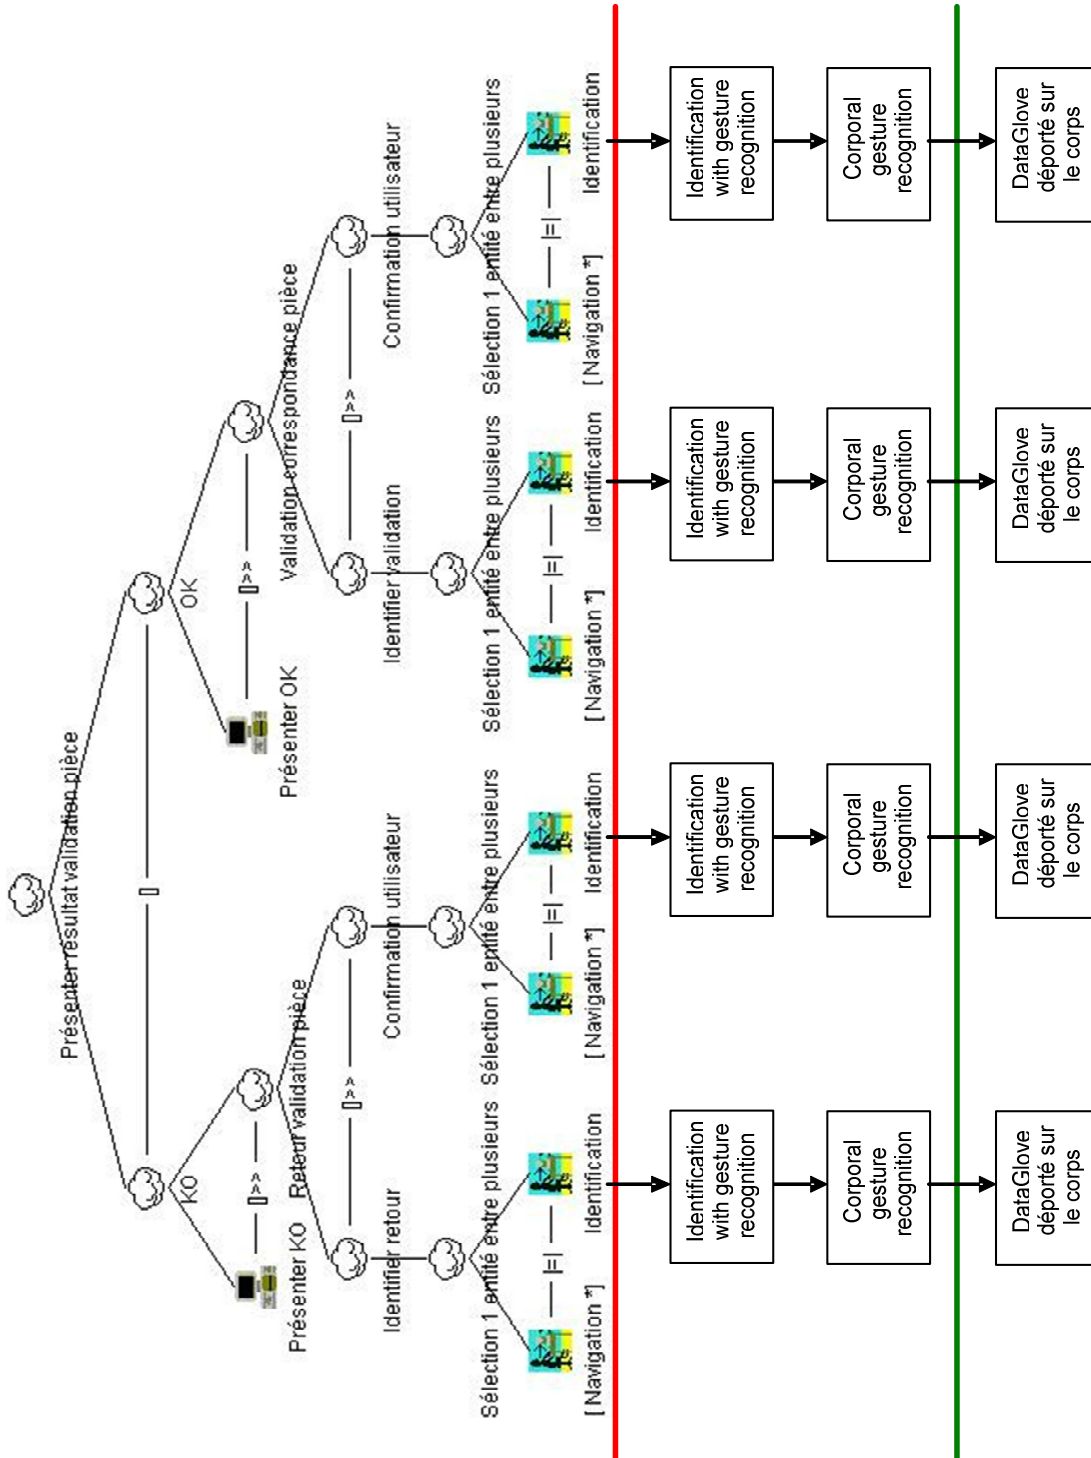 Présenter résultat validation pièce
[]
KO
OK
[]>>
[]>>
Présenter KO
Retour validation pièce
Présenter OK
Validation correspondance pièce
[]>>
[]>>
Identifier retour
Confirmation utilisateur
Identifier validation
Confirmation utilisateur
Sélection 1 entité entre plusieurs
Sélection 1 entité entre plusieurs
Sélection 1 entité entre plusieurs
Sélection 1 entité entre plusieurs
|=|
|=|
|=|
|=|
[ Navigation *]
Identification
[ Navigation *]
Identification
[ Navigation *]
Identification
[ Navigation *]
Identification
Identification
with gesture
recognition
Identification
with gesture
recognition
Identification
with gesture
recognition
Identification
with gesture
recognition
Corporal
gesture
recognition
Corporal
gesture
recognition
Corporal
gesture
recognition
Corporal
gesture
recognition
DataGlove
déporté sur
le corps
DataGlove
déporté sur
le corps
DataGlove
déporté sur
le corps
DataGlove
déporté sur
le corps